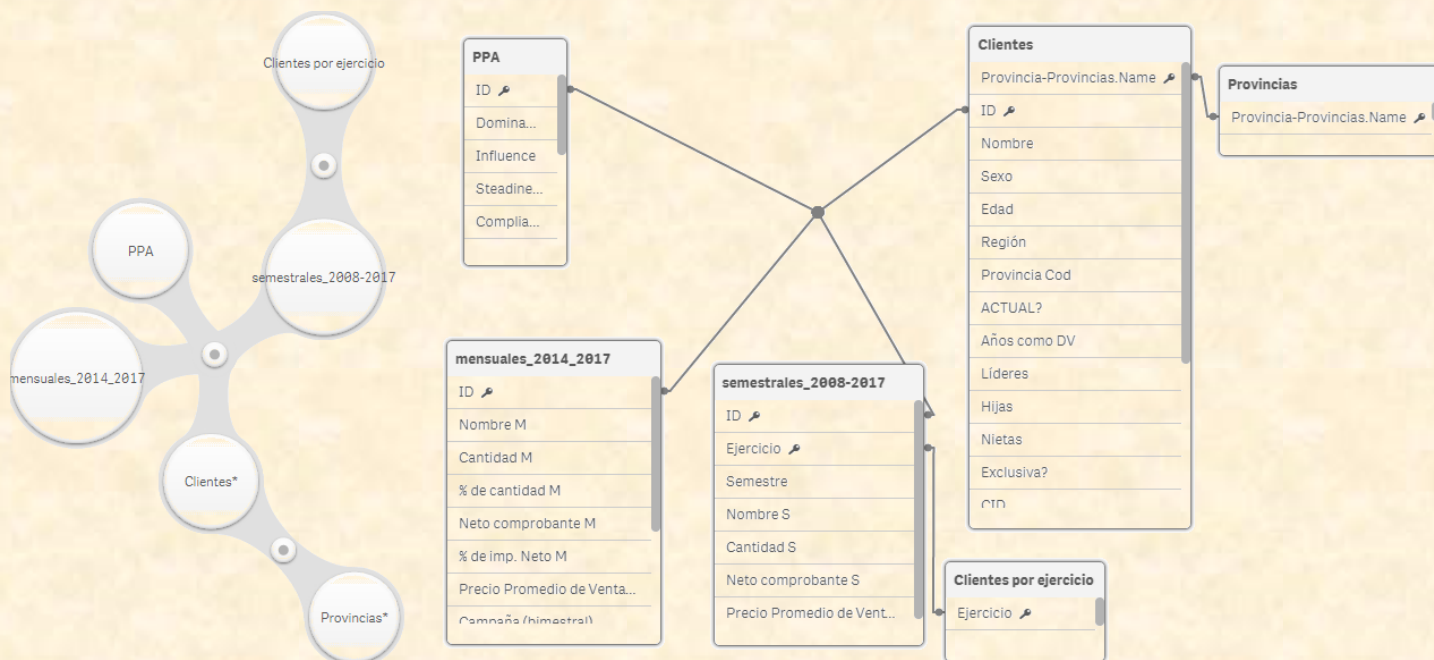 Clientes por ejercicio
PPA
semestrales_2008-2017
mensuales_2014_2017
Clientes*
Provincias*
PPA
ID
Domina...
Influence
Steadine...
Complia...
mensuales_2014_2017
ID
Nombre M
Cantidad M
% de cantidad M
Neto comprobante M
% de imp. Neto M
Precio Promedio de Venta...
Campaña (bimestral)
semestrales_2008-2017
ID
Ejercicio
Semestre
Nombre S
Cantidad S
Neto comprobante S
Precio Promedio de Vent...
Clientes
Provincia-Provincias.Name
ID
Nombre
Sexo
Edad
Región
Provincia Cod
ACTUAL?
Años como DV
Líderes
Hijas
Nietas
Exclusiva?
CID
Provincias
Provincia-Provincias.Name
Clientes por ejercicio
Ejercicio